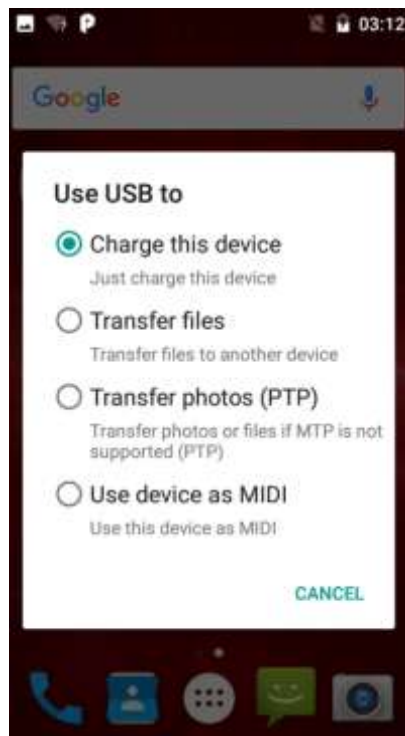 03:12
Google
Use USB to
Charge this device
Just charge this device
Transfer files
Transfer files to another device
Transfer photos (PTP)
Transfer photos or files if MTP is not
supported (PTP)
Use device as MIDI
Use this device as MIDI
CANCEL